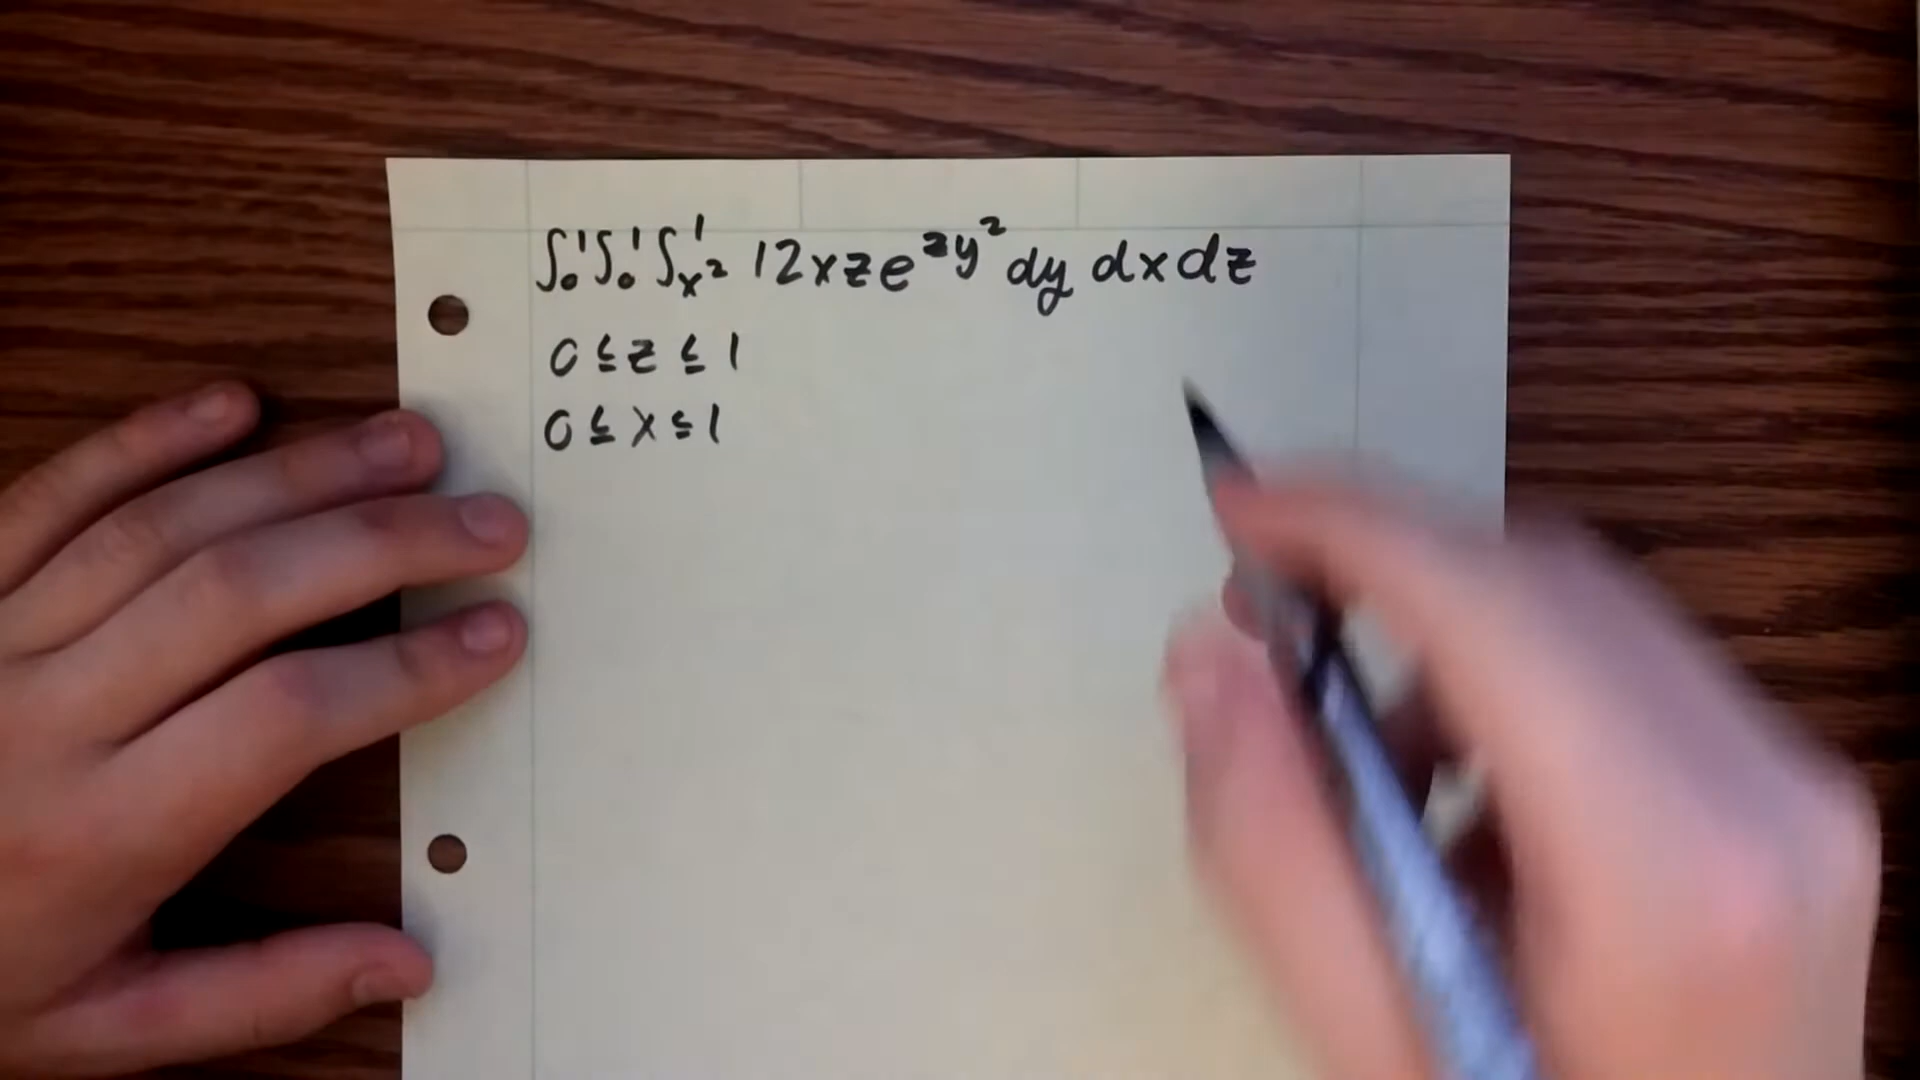 ∫₀¹∫₀¹∫ₓ²¹ 12xze^{zy²} dy dx dz
0 ≤ z ≤ 1
0 ≤ x ≤ 1